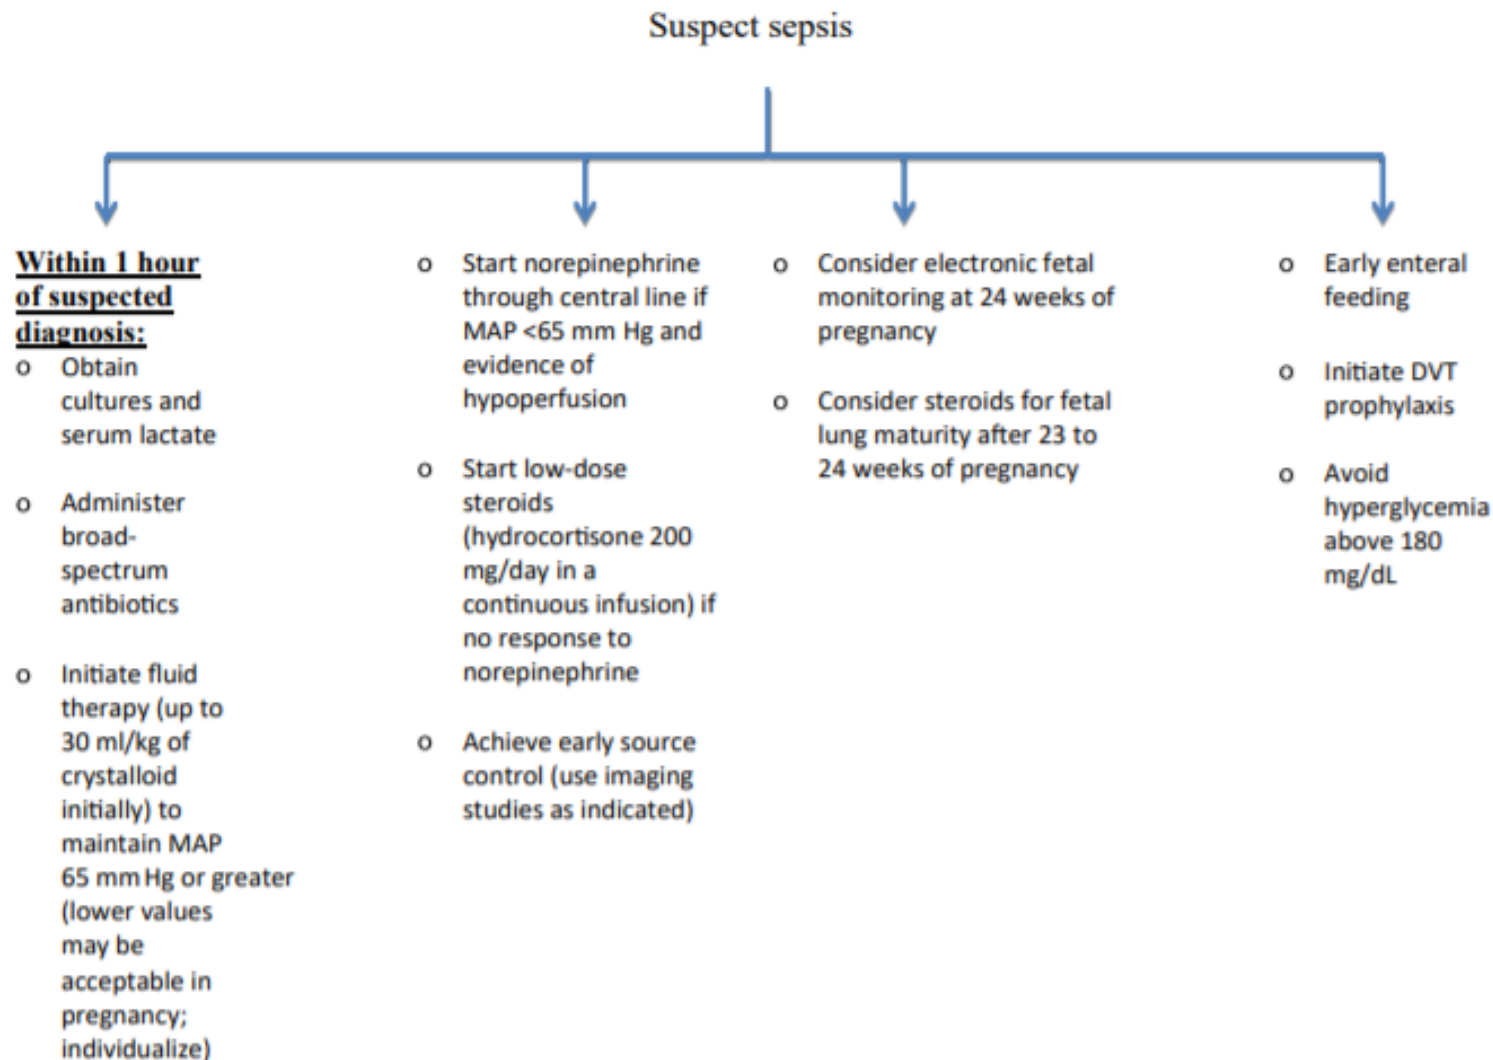 Suspect sepsis
Within 1 hour
of suspected
diagnosis:
o Obtain
cultures and
serum lactate
o Administer
broad-
spectrum
antibiotics
o Initiate fluid
therapy (up to
30 ml/kg of
crystalloid
initially) to
maintain MAP
65 mm Hg or greater
(lower values
may be
acceptable in
pregnancy;
individualize)
o Start norepinephrine
through central line if
MAP <65 mm Hg and
evidence of
hypoperfusion
o Start low-dose
steroids
(hydrocortisone 200
mg/day in a
continuous infusion) if
no response to
norepinephrine
o Achieve early source
control (use imaging
studies as indicated)
o Consider electronic fetal
monitoring at 24 weeks of
pregnancy
o Consider steroids for fetal
lung maturity after 23 to
24 weeks of pregnancy
o Early enteral
feeding
o Initiate DVT
prophylaxis
o Avoid
hyperglycemia
above 180
mg/dL